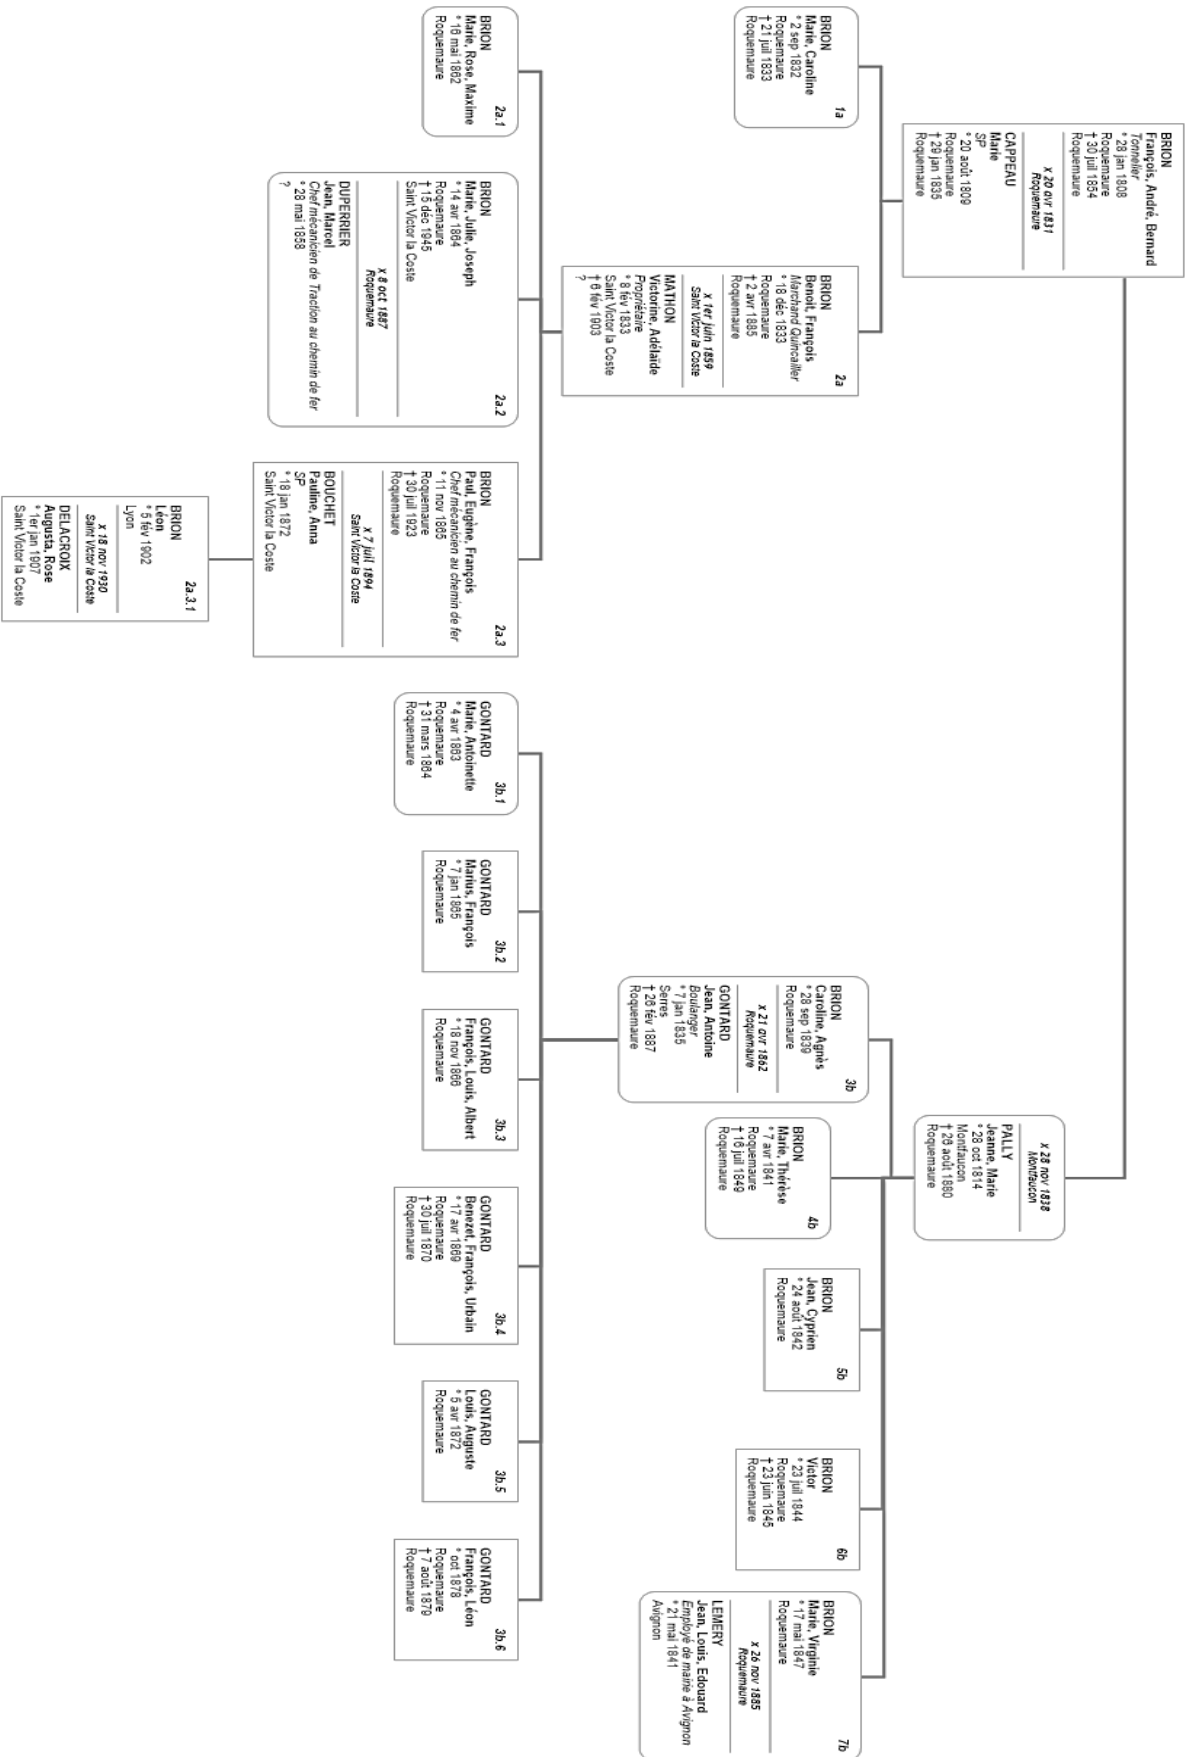 BRION
François, André, Bernard
Tonnelier
° 28 jan 1808
Roquemaure
† 30 juil 1854
Roquemaure
x 20 avr 1831
Roquemaure
CAPPEAU
Marie
SP
° 20 août 1809
Roquemaure
† 29 jan 1835
Roquemaure
x 28 nov 1838
Montfaucon
PALLY
Jeanne, Marie
° 28 oct 1814
Montfaucon
† 26 août 1880
Roquemaure
1a
BRION
Marie, Caroline
° 2 sep 1832
Roquemaure
† 21 juil 1833
Roquemaure
2a
BRION
Benoit, François
Marchand Quincailler
° 18 déc 1833
Roquemaure
† 2 avr 1885
Roquemaure
x 1er juin 1859
Saint Victor la Coste
MATHON
Victorine, Adélaïde
Propriétaire
° 8 fév 1833
Saint Victor la Coste
† 6 fév 1903
?
3b
BRION
Caroline, Agnès
° 28 sep 1839
Roquemaure
x 21 avr 1862
Roquemaure
GONTARD
Jean, Antoine
Boulanger
° 7 jan 1835
Serres
† 26 fév 1887
Roquemaure
4b
BRION
Marie, Thérèse
° 7 avr 1841
Roquemaure
† 16 juil 1849
Roquemaure
5b
BRION
Jean, Cyprien
° 24 août 1842
Roquemaure
6b
BRION
Victor
° 23 juil 1844
Roquemaure
† 23 juin 1845
Roquemaure
7b
BRION
Marie, Virginie
° 17 mai 1847
Roquemaure
x 26 nov 1885
Roquemaure
LEMERY
Jean, Louis, Edouard
Employé de mairie à Avignon
° 21 mai 1841
Avignon
2a.1
BRION
Marie, Rose, Maxime
° 16 mai 1862
Roquemaure
2a.2
BRION
Marie, Julie, Joseph
° 14 avr 1864
Roquemaure
† 15 déc 1945
Saint Victor la Coste
x 8 oct 1887
Roquemaure
DUPERRIER
Jean, Marcel
Chef mécanicien de Traction au chemin de fer
° 28 mai 1858
?
2a.3
BRION
Paul, Eugène, François
Chef mécanicien au chemin de fer
° 11 nov 1865
Roquemaure
† 30 juil 1923
Roquemaure
x 7 juil 1894
Saint Victor la Coste
BOUCHET
Pauline, Anna
SP
° 18 jan 1872
Saint Victor la Coste
3b.1
GONTARD
Marie, Antoinette
° 4 avr 1863
Roquemaure
† 31 mars 1864
Roquemaure
3b.2
GONTARD
Marius, François
° 7 jan 1865
Roquemaure
3b.3
GONTARD
François, Louis, Albert
° 18 nov 1866
Roquemaure
3b.4
GONTARD
Benezet, François, Urbain
° 17 avr 1869
Roquemaure
† 30 juil 1870
Roquemaure
3b.5
GONTARD
Louis, Auguste
° 5 avr 1872
Roquemaure
3b.6
GONTARD
François, Léon
° oct 1878
Roquemaure
† 7 août 1879
Roquemaure
2a.3.1
BRION
Léon
° 5 fév 1902
Lyon
x 18 nov 1930
Saint Victor la Coste
DELACROIX
Augusta, Rose
° 1er jan 1907
Saint Victor la Coste